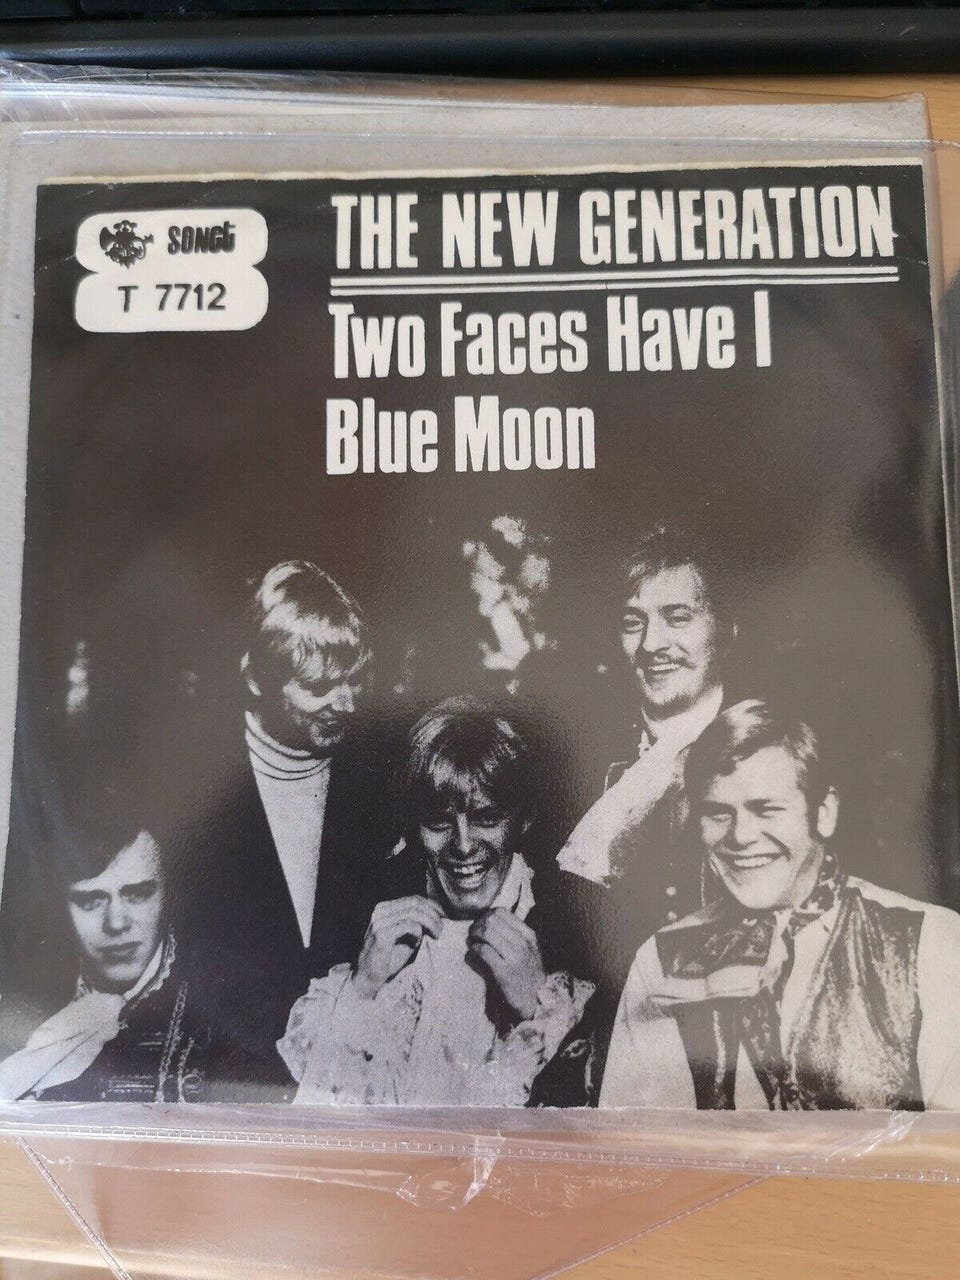 SONET
T 7712
THE NEW GENERATION
Two Faces Have I
Blue Moon